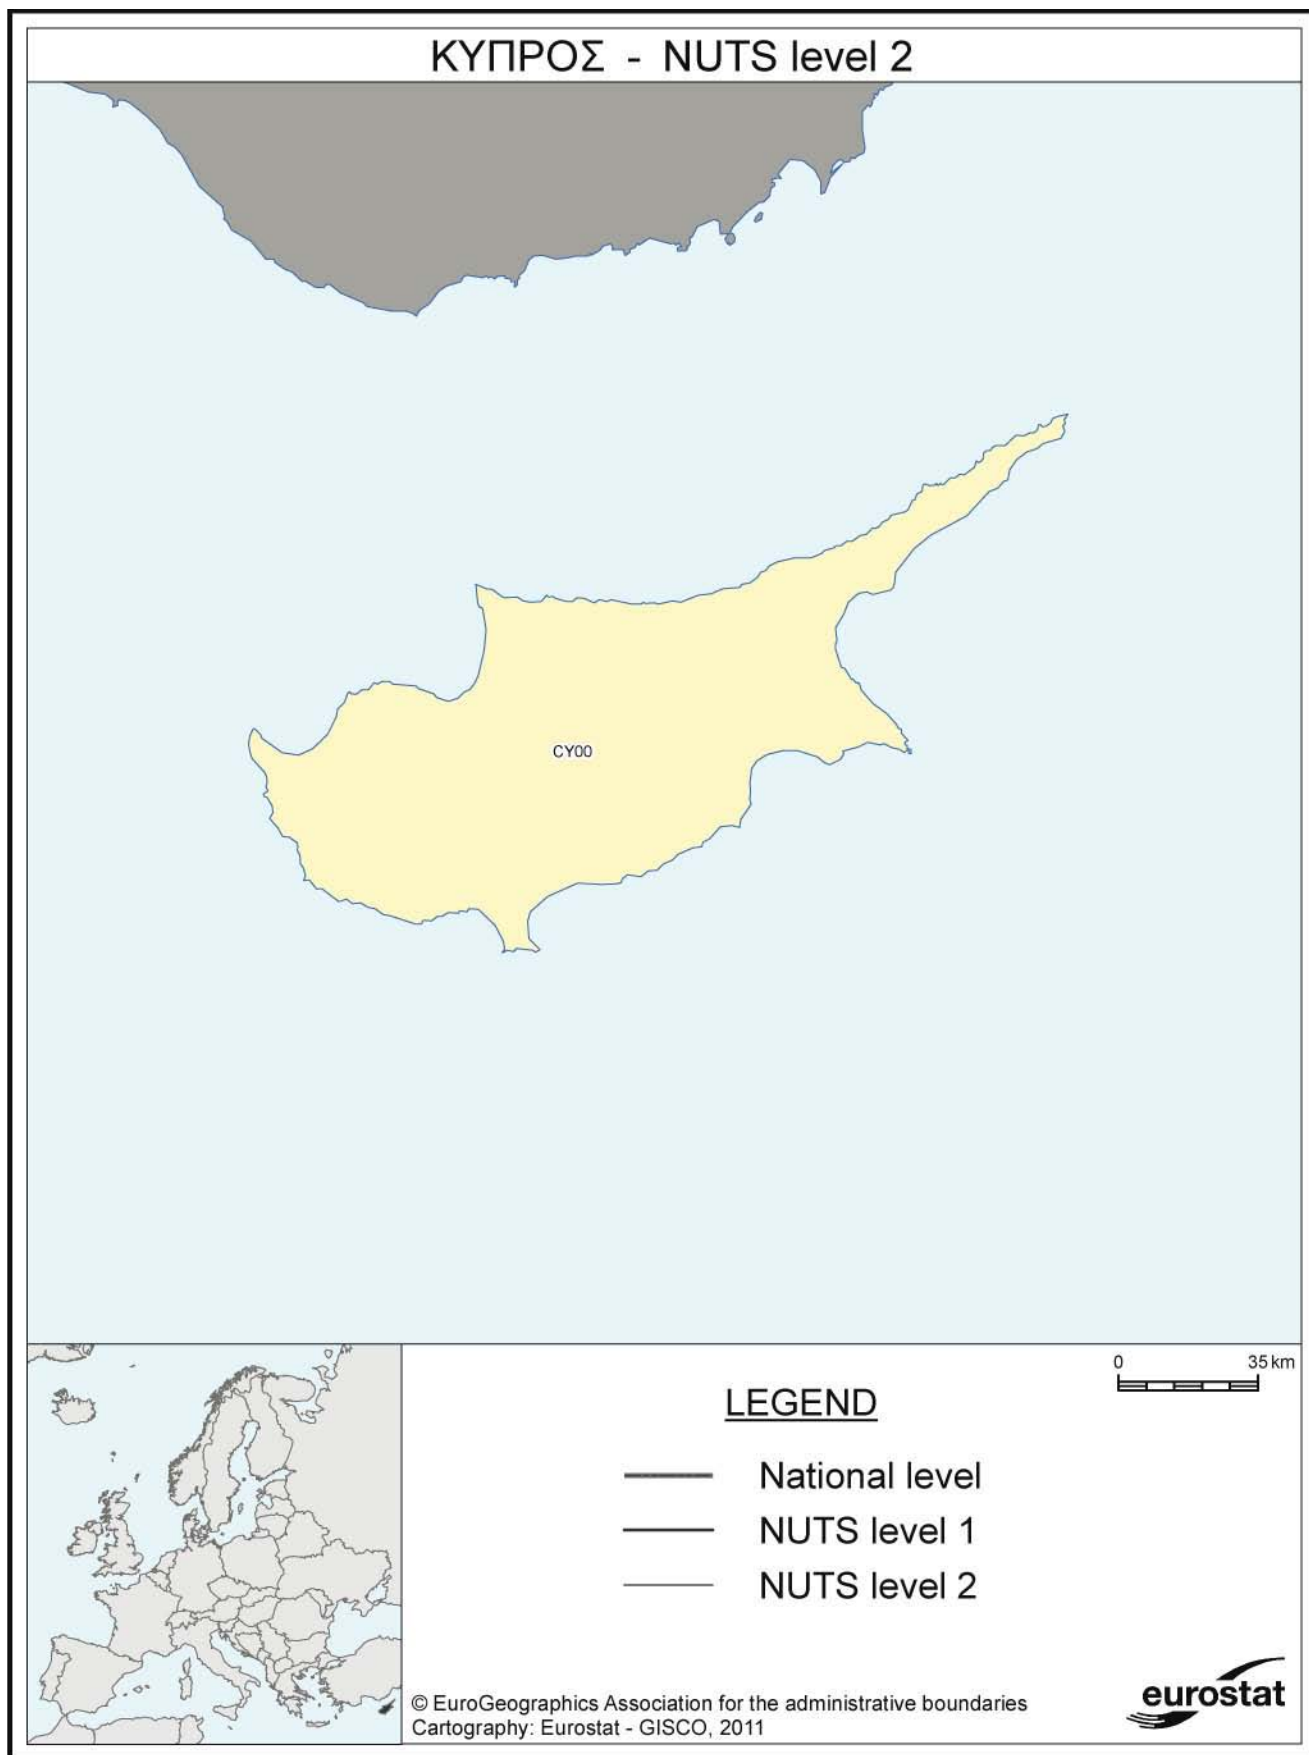 ΚΥΠΡΟΣ - NUTS level 2
CY00
0 35 km
LEGEND
National level
NUTS level 1
NUTS level 2
© EuroGeographics Association for the administrative boundaries
Cartography: Eurostat - GISCO, 2011
eurostat